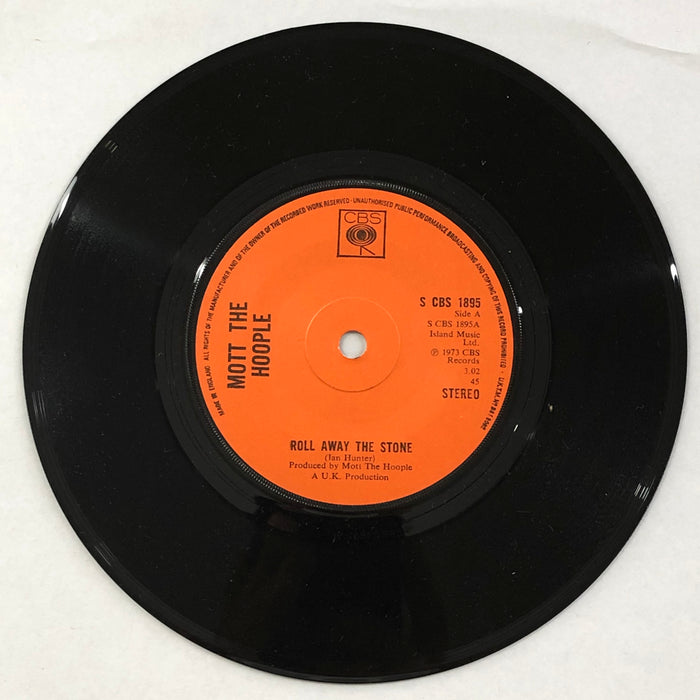 MADE IN ENGLAND · ALL RIGHTS OF THE MANUFACTURER AND OF THE OWNER OF THE RECORDED WORK RESERVED · UNAUTHORISED PUBLIC PERFORMANCE BROADCASTING AND COPYING OF THIS RECORD PROHIBITED ·
CBS
MOTT THE
HOOPLE
S CBS 1895
Side A
S CBS 1895A
Island Music
Ltd.
℗ 1973 CBS
Records
3.02
45
STEREO
ROLL AWAY THE STONE
(Ian Hunter)
Produced by Mott The Hoople
A U.K. Production